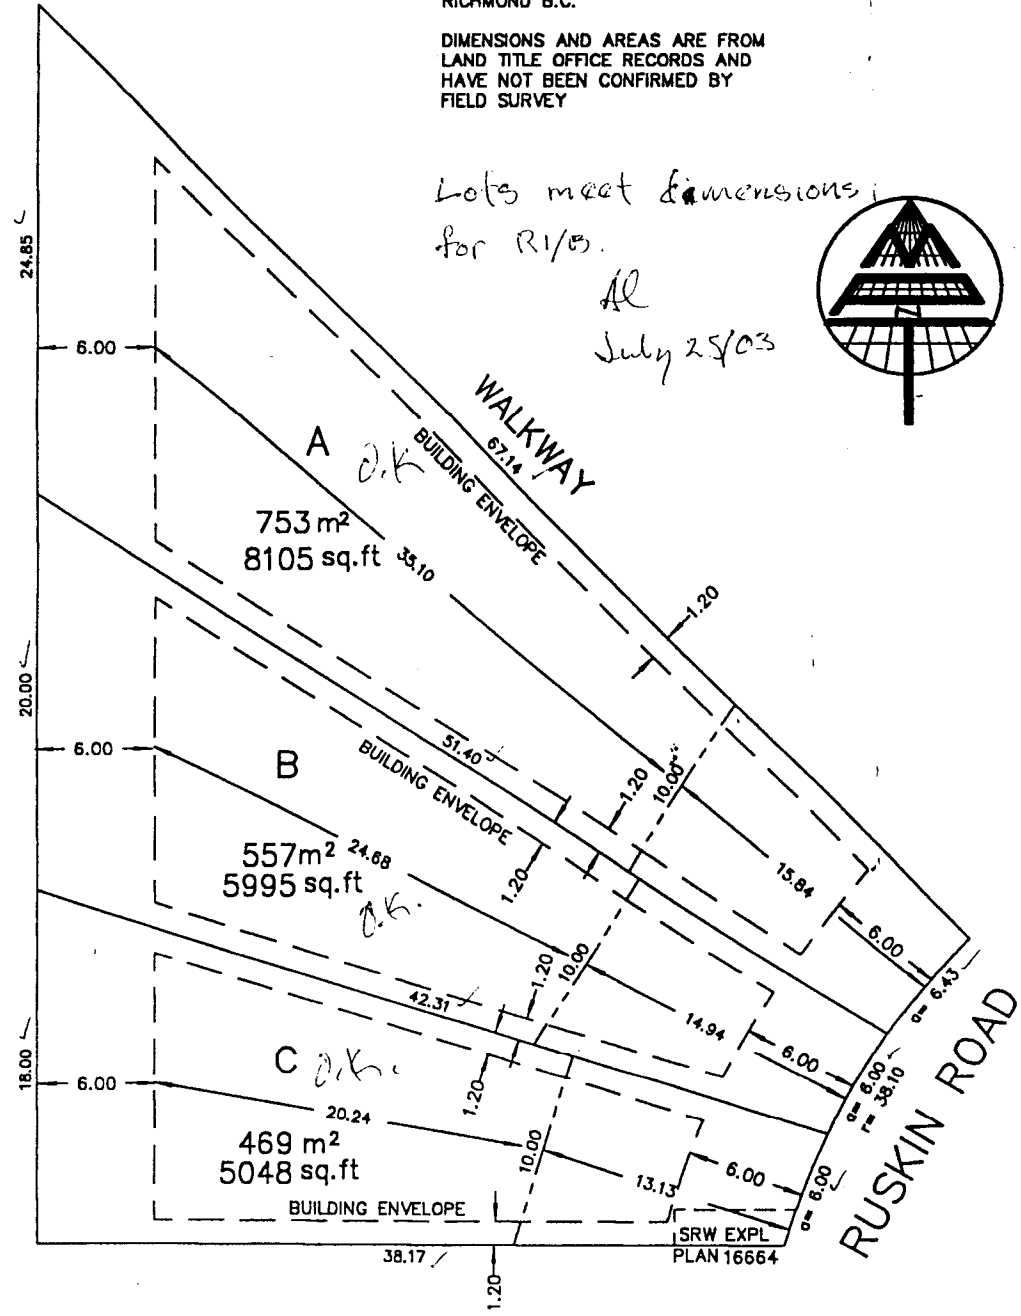 RICHMOND B.C.
DIMENSIONS AND AREAS ARE FROM
LAND TITLE OFFICE RECORDS AND
HAVE NOT BEEN CONFIRMED BY
FIELD SURVEY
Lots meet dimensions
for R1/B.
Al
July 25/03
24.85
6.00
WALKWAY
67.14
BUILDING ENVELOPE
A
O.K
753 m²
8105 sq.ft
35.10
1.20
20.00
6.00
51.40
B
BUILDING ENVELOPE
1.20
10.00
557m²
5995 sq.ft
24.68
O.K.
1.20
15.84
6.00
a= 6.43
42.31
1.20
10.00
14.94
6.00
a= 6.00
r= 38.10
RUSKIN ROAD
18.00
6.00
C
O.K.
20.24
1.20
469 m²
5048 sq.ft
10.00
13.13
6.00
a= 6.00
BUILDING ENVELOPE
SRW EXPL
PLAN 16664
38.17
1.20